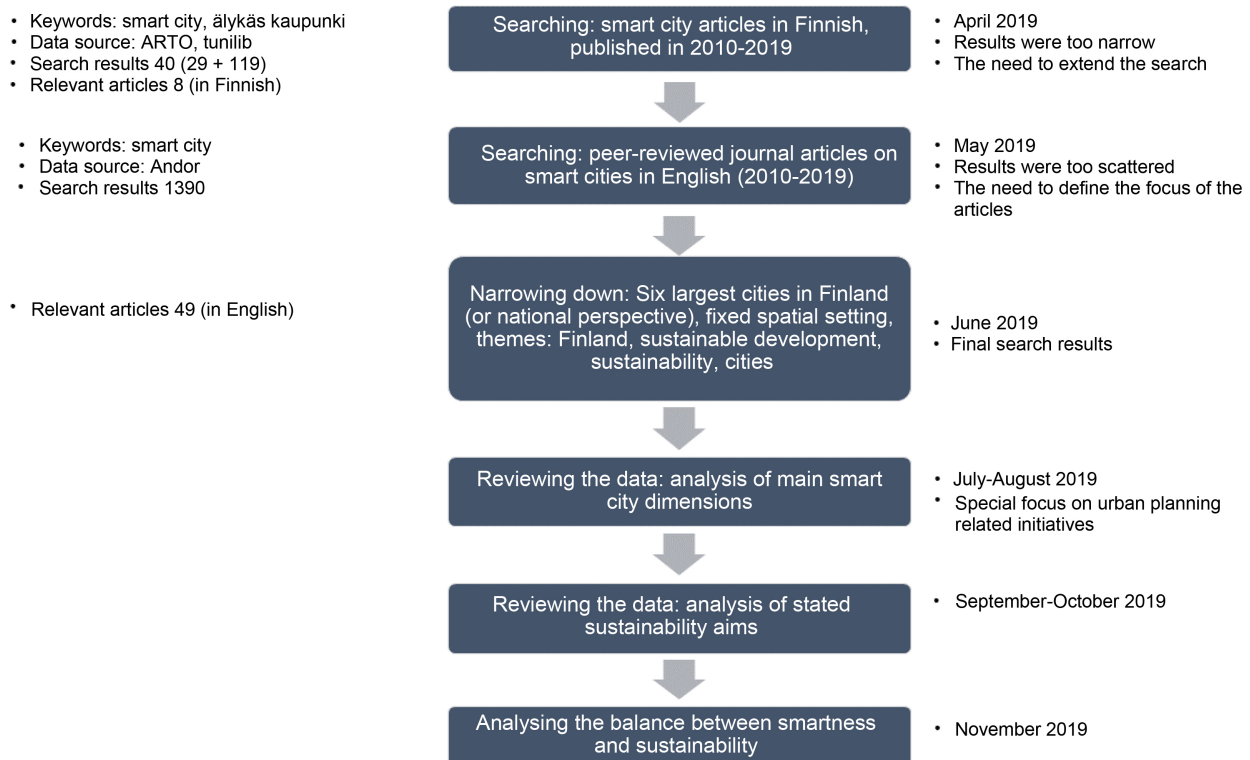 • Keywords: smart city, älykäs kaupunki
• Data source: ARTO, tunilib
• Search results 40 (29 + 119)
• Relevant articles 8 (in Finnish)
Searching: smart city articles in Finnish,
published in 2010-2019
• April 2019
• Results were too narrow
• The need to extend the search
• Keywords: smart city
• Data source: Andor
• Search results 1390
Searching: peer-reviewed journal articles on
smart cities in English (2010-2019)
• May 2019
• Results were too scattered
• The need to define the focus of the
articles
• Relevant articles 49 (in English)
Narrowing down: Six largest cities in Finland
(or national perspective), fixed spatial setting,
themes: Finland, sustainable development,
sustainability, cities
• June 2019
• Final search results
Reviewing the data: analysis of main smart
city dimensions
• July-August 2019
• Special focus on urban planning
related initiatives
Reviewing the data: analysis of stated
sustainability aims
• September-October 2019
Analysing the balance between smartness
and sustainability
• November 2019